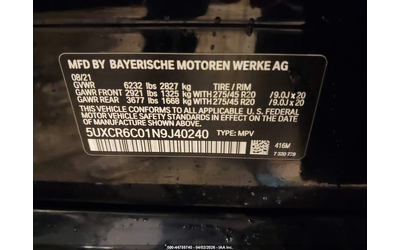 MFD. BY BAYERISCHE MOTOREN WERKE AG
08/21
GVWR 6232 lbs 2827 kg TIRE / RIM
GAWR FRONT 2921 lbs 1325 kg WITH 275/45 R20 / 9.0J x 20
GAWR REAR 3677 lbs 1668 kg WITH 275/45 R20 / 9.0J x 20
THIS VEHICLE CONFORMS TO ALL APPLICABLE U.S. FEDERAL MOTOR
VEHICLE SAFETY STANDARDS IN EFFECT ON THE DATE OF
MANUFACTURE SHOWN ABOVE.
5UXCR6C01N9J40240 TYPE: MPV
416M